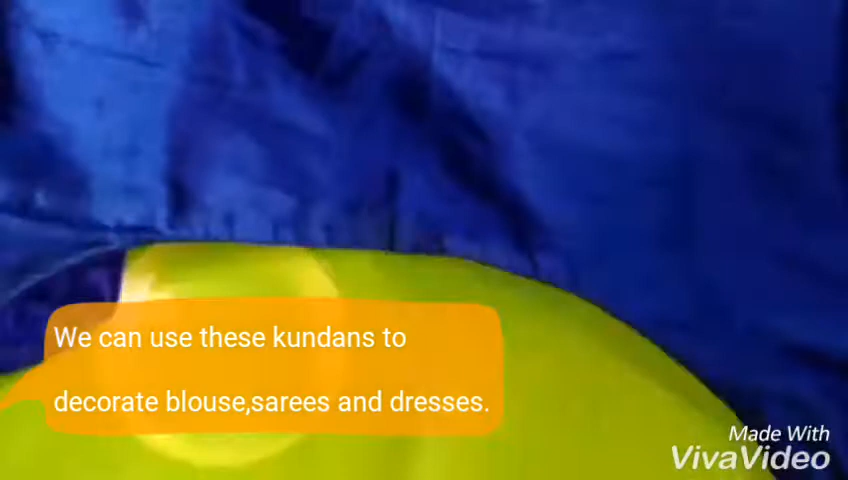 We can use these kundans to
decorate blouse,sarees and dresses.
Made With
VivaVideo